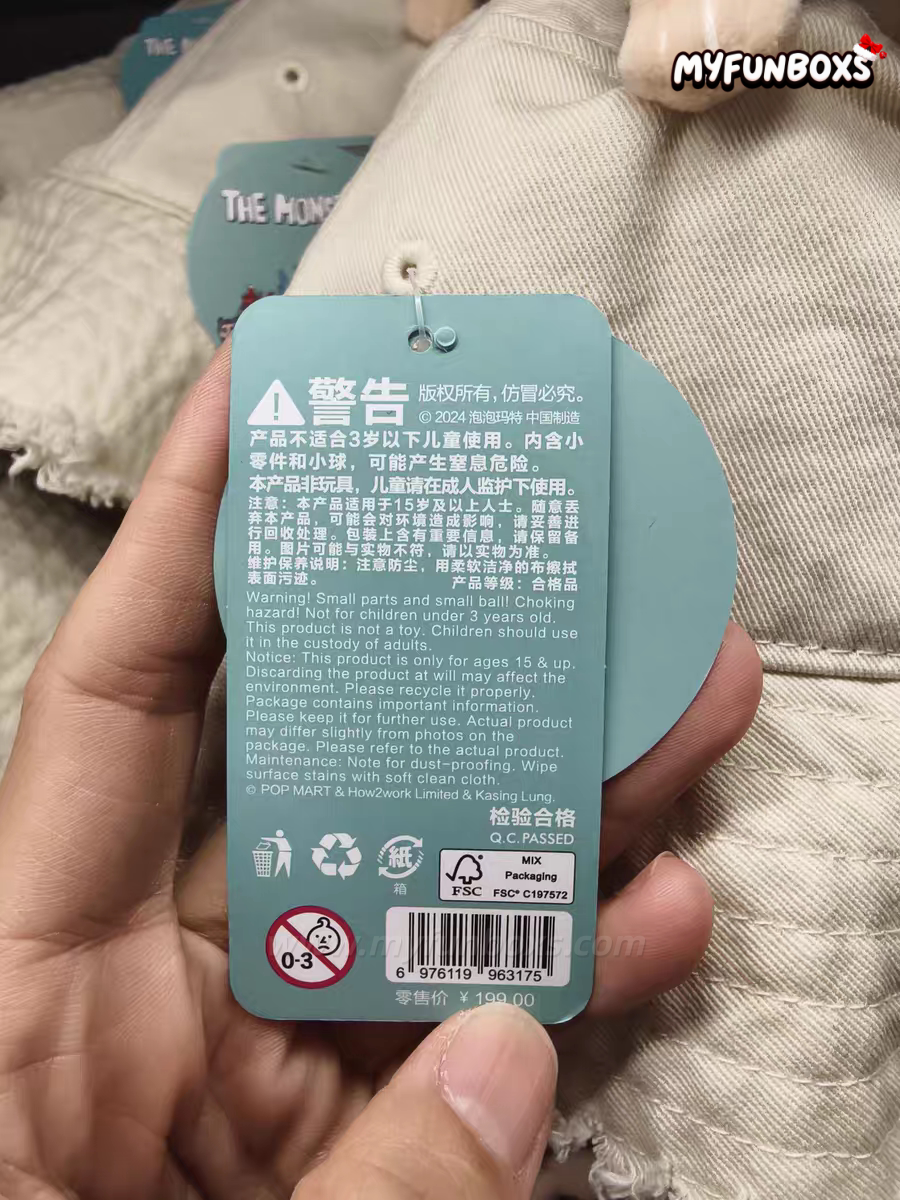 MYFUNBOXS
THE M
THE MONS
警告
版权所有,仿冒必究。
© 2024 泡泡玛特 中国制造
产品不适合3岁以下儿童使用。内含小
零件和小球，可能产生窒息危险。
本产品非玩具，儿童请在成人监护下使用。
注意：本产品适用于15岁及以上人士。随意丢
弃本产品，可能会对环境造成影响，请妥善进
行回收处理。包装上含有重要信息，请保留备
用。图片可能与实物不符，请以实物为准。
维护保养说明：注意防尘，用柔软洁净的布擦拭
表面污迹。 产品等级：合格品
Warning! Small parts and small ball! Choking
hazard! Not for children under 3 years old.
This product is not a toy. Children should use
it in the custody of adults.
Notice: This product is only for ages 15 & up.
Discarding the product at will may affect the
environment. Please recycle it properly.
Package contains important information.
Please keep it for further use. Actual product
may differ slightly from photos on the
package. Please refer to the actual product.
Maintenance: Note for dust-proofing. Wipe
surface stains with soft clean cloth.
© POP MART & How2work Limited & Kasing Lung.
检验合格
Q.C.PASSED
紙
箱
FSC
MIX
Packaging
FSC® C197572
0-3
www.myfunboxs.com
6 976119 963175
零售价 ¥ 199.00